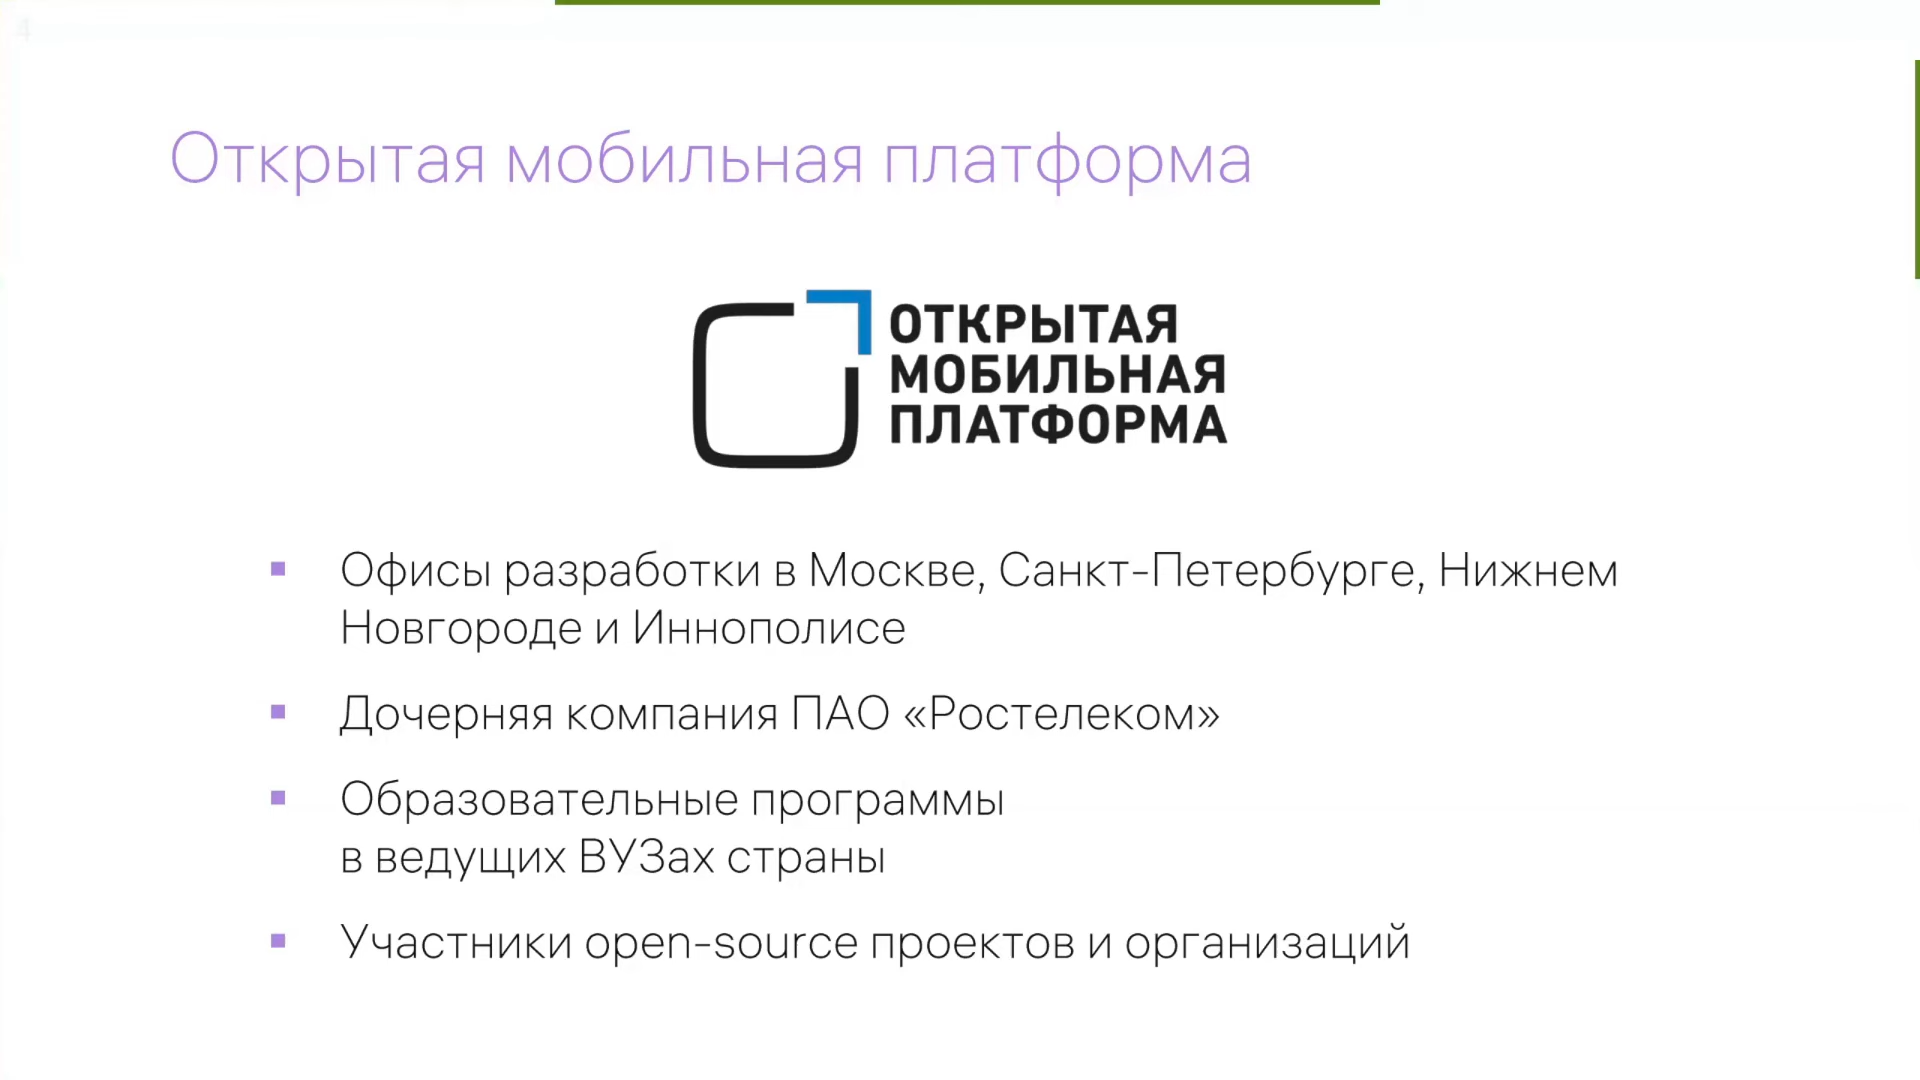 Открытая мобильная платформа
ОТКРЫТАЯ
МОБИЛЬНАЯ
ПЛАТФОРМА
▪ Офисы разработки в Москве, Санкт-Петербурге, Нижнем
Новгороде и Иннополисе
▪ Дочерняя компания ПАО «Ростелеком»
▪ Образовательные программы
в ведущих ВУЗах страны
▪ Участники open-source проектов и организаций